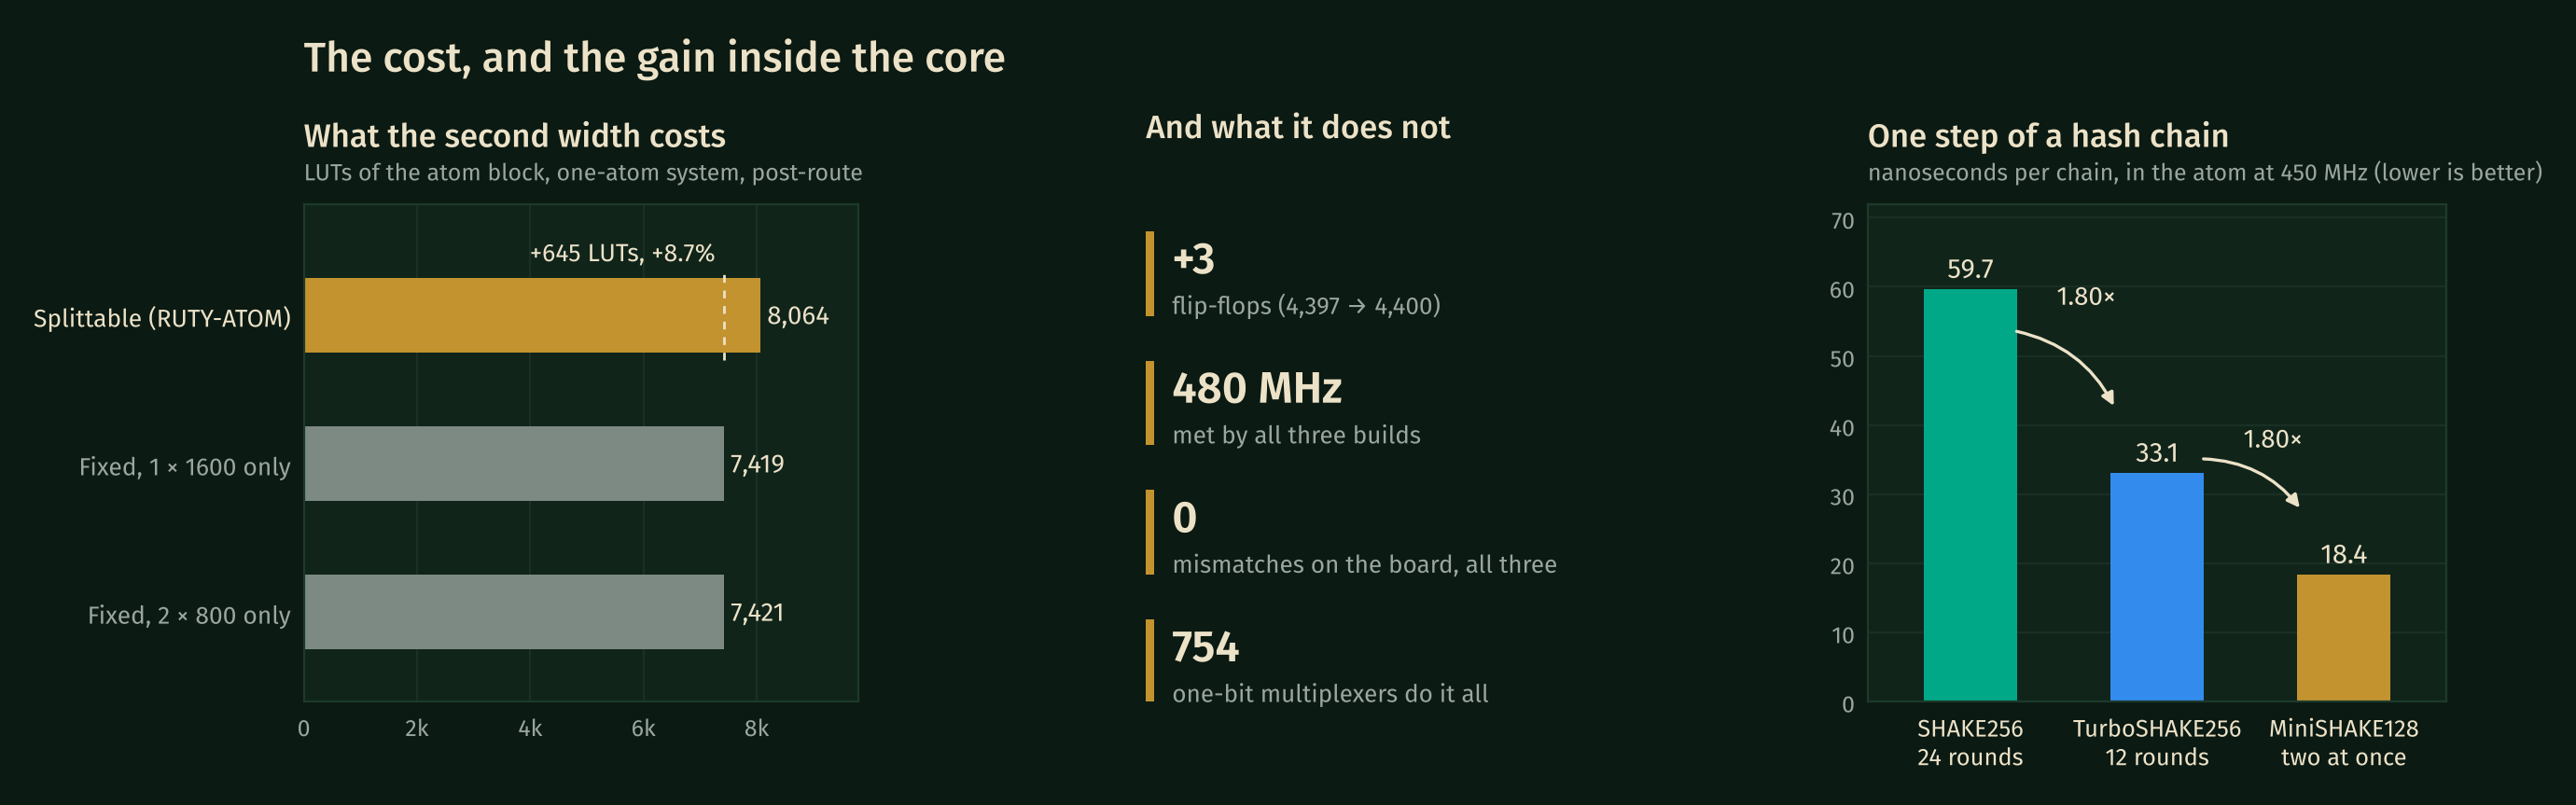 The cost, and the gain inside the core
What the second width costs
LUTs of the atom block, one-atom system, post-route
+645 LUTs, +8.7%
Splittable (RUTY-ATOM)
8,064
Fixed, 1 × 1600 only
7,419
Fixed, 2 × 800 only
7,421
0 2k 4k 6k 8k
And what it does not
+3
flip-flops (4,397 → 4,400)
480 MHz
met by all three builds
0
mismatches on the board, all three
754
one-bit multiplexers do it all
One step of a hash chain
nanoseconds per chain, in the atom at 450 MHz (lower is better)
70
60
50
40
30
20
10
0
59.7
1.80×
33.1
1.80×
18.4
SHAKE256
24 rounds
TurboSHAKE256
12 rounds
MiniSHAKE128
two at once